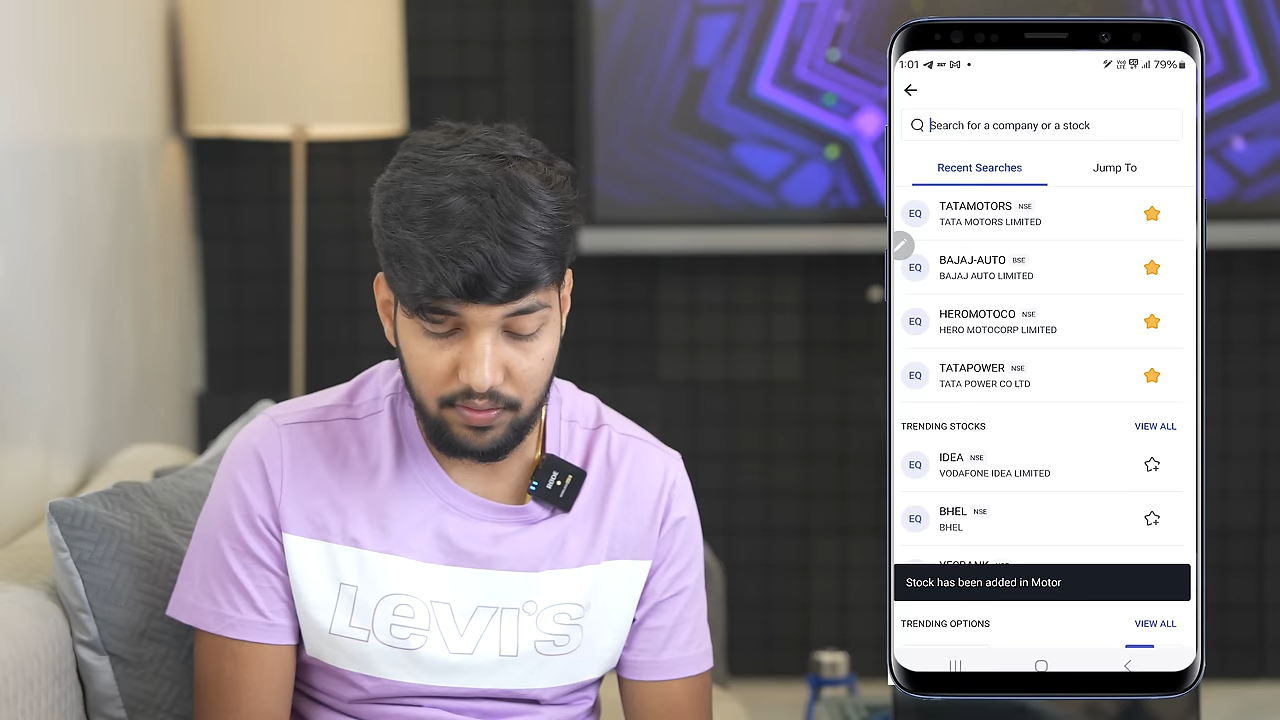 1:01
79%
Search for a company or a stock
Recent Searches
Jump To
EQ
TATAMOTORS NSE
TATA MOTORS LIMITED
EQ
BAJAJ-AUTO BSE
BAJAJ AUTO LIMITED
EQ
HEROMOTOCO NSE
HERO MOTOCORP LIMITED
EQ
TATAPOWER NSE
TATA POWER CO LTD
TRENDING STOCKS
VIEW ALL
EQ
IDEA NSE
VODAFONE IDEA LIMITED
EQ
BHEL NSE
BHEL
Stock has been added in Motor
TRENDING OPTIONS
VIEW ALL
RODE
Levi's